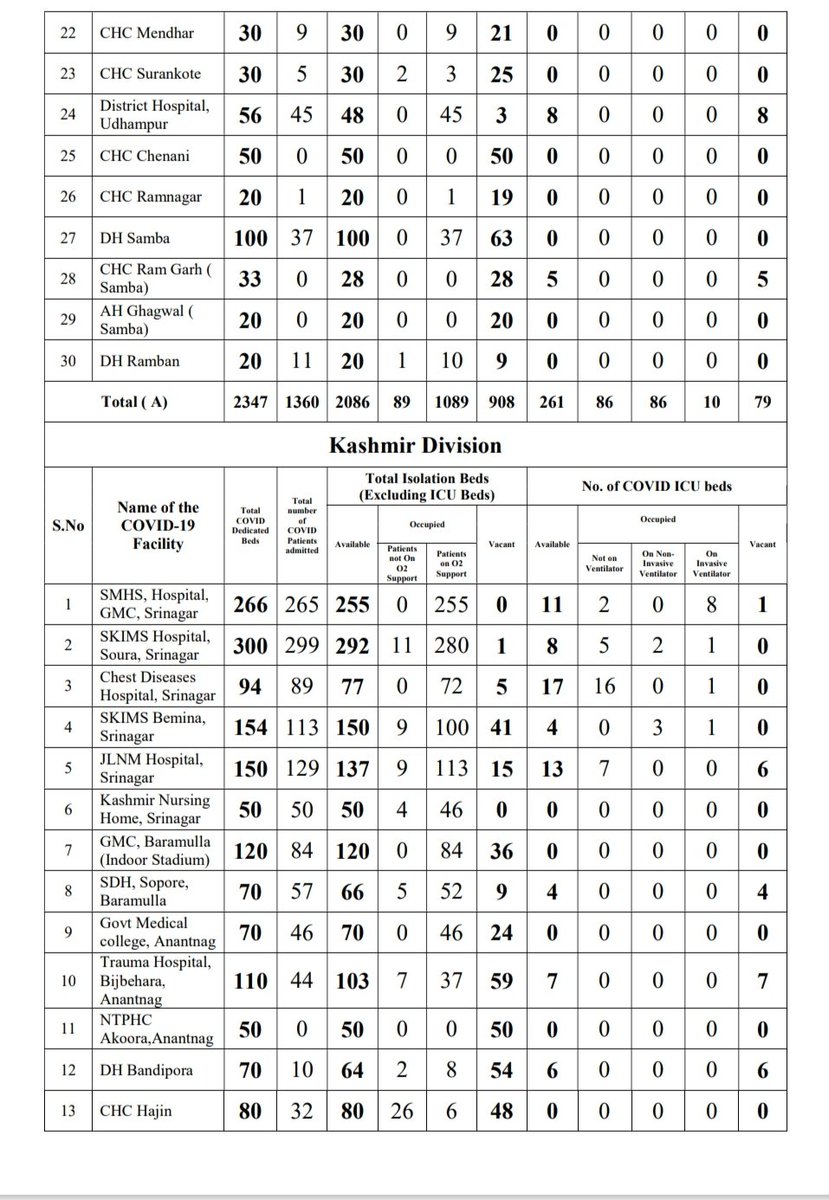 22 CHC Mendhar 30 9 30 0 9 21 0 0 0 0 0
23 CHC Surankote 30 5 30 2 3 25 0 0 0 0 0
District Hospital,
24 56 45 48 0 45 3 8 0 0 0 8
Udhampur
25 CHC Chenani 50 0 50 0 0 50 0 0 0 0 0
26 CHC Ramnagar 20 1 20 0 1 19 0 0 0 0 0
27 DH Samba 100 37 100 0 37 63 0 0 0 0 0
CHC Ram Garh (
28 33 0 28 0 0 28 5 0 0 0 5
Samba)
AH Ghagwal (
29 20 0 20 0 0 20 0 0 0 0 0
Samba)
30 DH Ramban 20 11 20 1 10 9 0 0 0 0 0
Total ( A) 2347 1360 2086 89 1089 908 261 86 86 10 79
Kashmir Division
S.No
Name of the
COVID-19
Facility
Total
COVID
Dedicated
Beds
Total
number
of
COVID
Patients
admitted
Total Isolation Beds
(Excluding ICU Beds)
No. of COVID ICU beds
Available
Occupied
Patients
not On
O2
Support
Patients
on O2
Support
Vacant
Available
Occupied
Not on
Ventilator
On Non-
Invasive
Ventilator
On
Invasive
Ventilator
Vacant
SMHS, Hospital,
1 266 265 255 0 255 0 11 2 0 8 1
GMC, Srinagar
SKIMS Hospital,
2 300 299 292 11 280 1 8 5 2 1 0
Soura, Srinagar
Chest Diseases
3 94 89 77 0 72 5 17 16 0 1 0
Hospital, Srinagar
SKIMS Bemina,
4 154 113 150 9 100 41 4 0 3 1 0
Srinagar
JLNM Hospital,
5 150 129 137 9 113 15 13 7 0 0 6
Srinagar
Kashmir Nursing
6 50 50 50 4 46 0 0 0 0 0 0
Home, Srinagar
GMC, Baramulla
7 120 84 120 0 84 36 0 0 0 0 0
(Indoor Stadium)
SDH, Sopore,
8 70 57 66 5 52 9 4 0 0 0 4
Baramulla
Govt Medical
9 70 46 70 0 46 24 0 0 0 0 0
college, Anantnag
Trauma Hospital,
10 Bijbehara, 110 44 103 7 37 59 7 0 0 0 7
Anantnag
NTPHC
11 50 0 50 0 0 50 0 0 0 0 0
Akoora,Anantnag
12 DH Bandipora 70 10 64 2 8 54 6 0 0 0 6
13 CHC Hajin 80 32 80 26 6 48 0 0 0 0 0